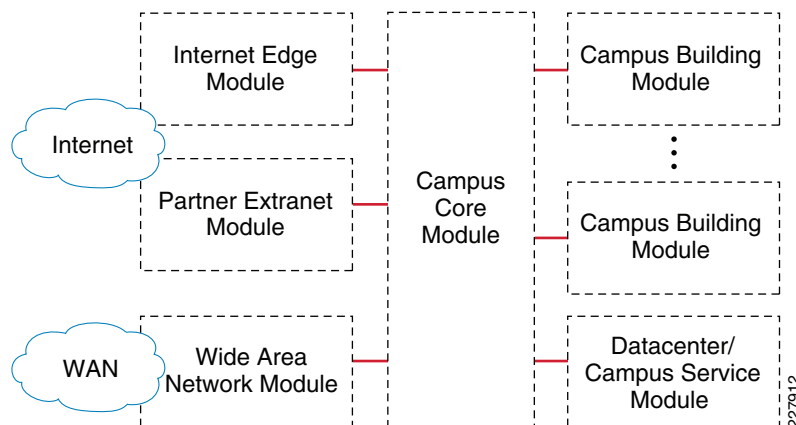 Internet Edge
Module
Internet
Partner Extranet
Module
WAN
Wide Area
Network Module
Campus
Core
Module
Campus Building
Module
Campus Building
Module
Datacenter/
Campus Service
Module
227912